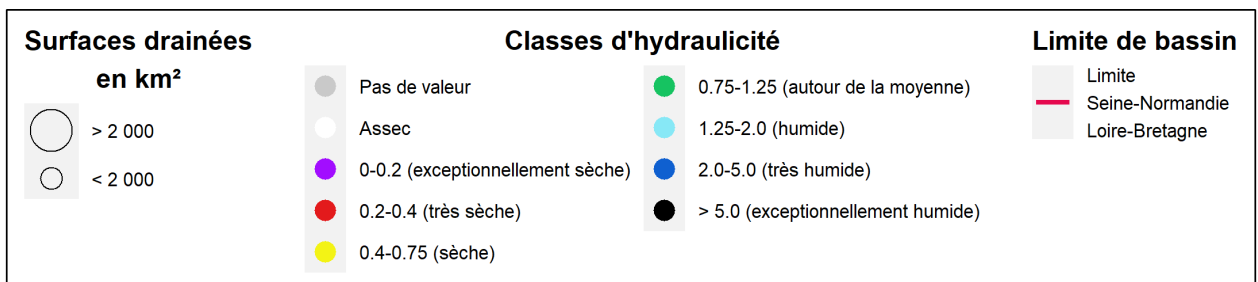 Surfaces drainées
en km²
> 2 000
< 2 000
Classes d'hydraulicité
Pas de valeur
Assec
0-0.2 (exceptionnellement sèche)
0.2-0.4 (très sèche)
0.4-0.75 (sèche)
0.75-1.25 (autour de la moyenne)
1.25-2.0 (humide)
2.0-5.0 (très humide)
> 5.0 (exceptionnellement humide)
Limite de bassin
Limite
Seine-Normandie
Loire-Bretagne